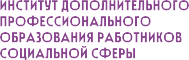 ИНСТИТУТ ДОПОЛНИТЕЛЬНОГО
ПРОФЕССИОНАЛЬНОГО
ОБРАЗОВАНИЯ РАБОТНИКОВ
СОЦИАЛЬНОЙ СФЕРЫ